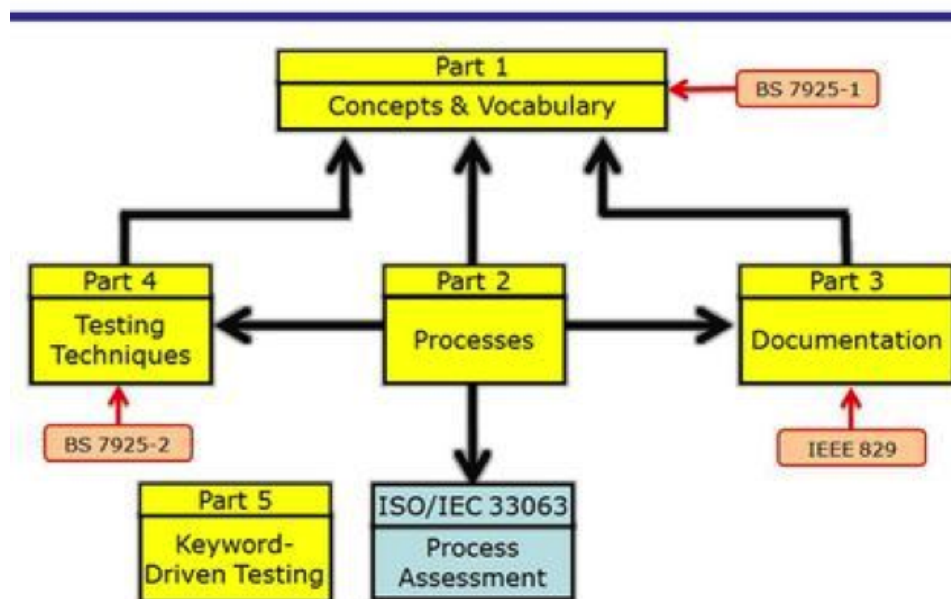 Part 1
Concepts & Vocabulary
BS 7925-1
Part 4
Testing
Techniques
Part 2
Processes
Part 3
Documentation
BS 7925-2
IEEE 829
Part 5
Keyword-
Driven Testing
ISO/IEC 33063
Process
Assessment